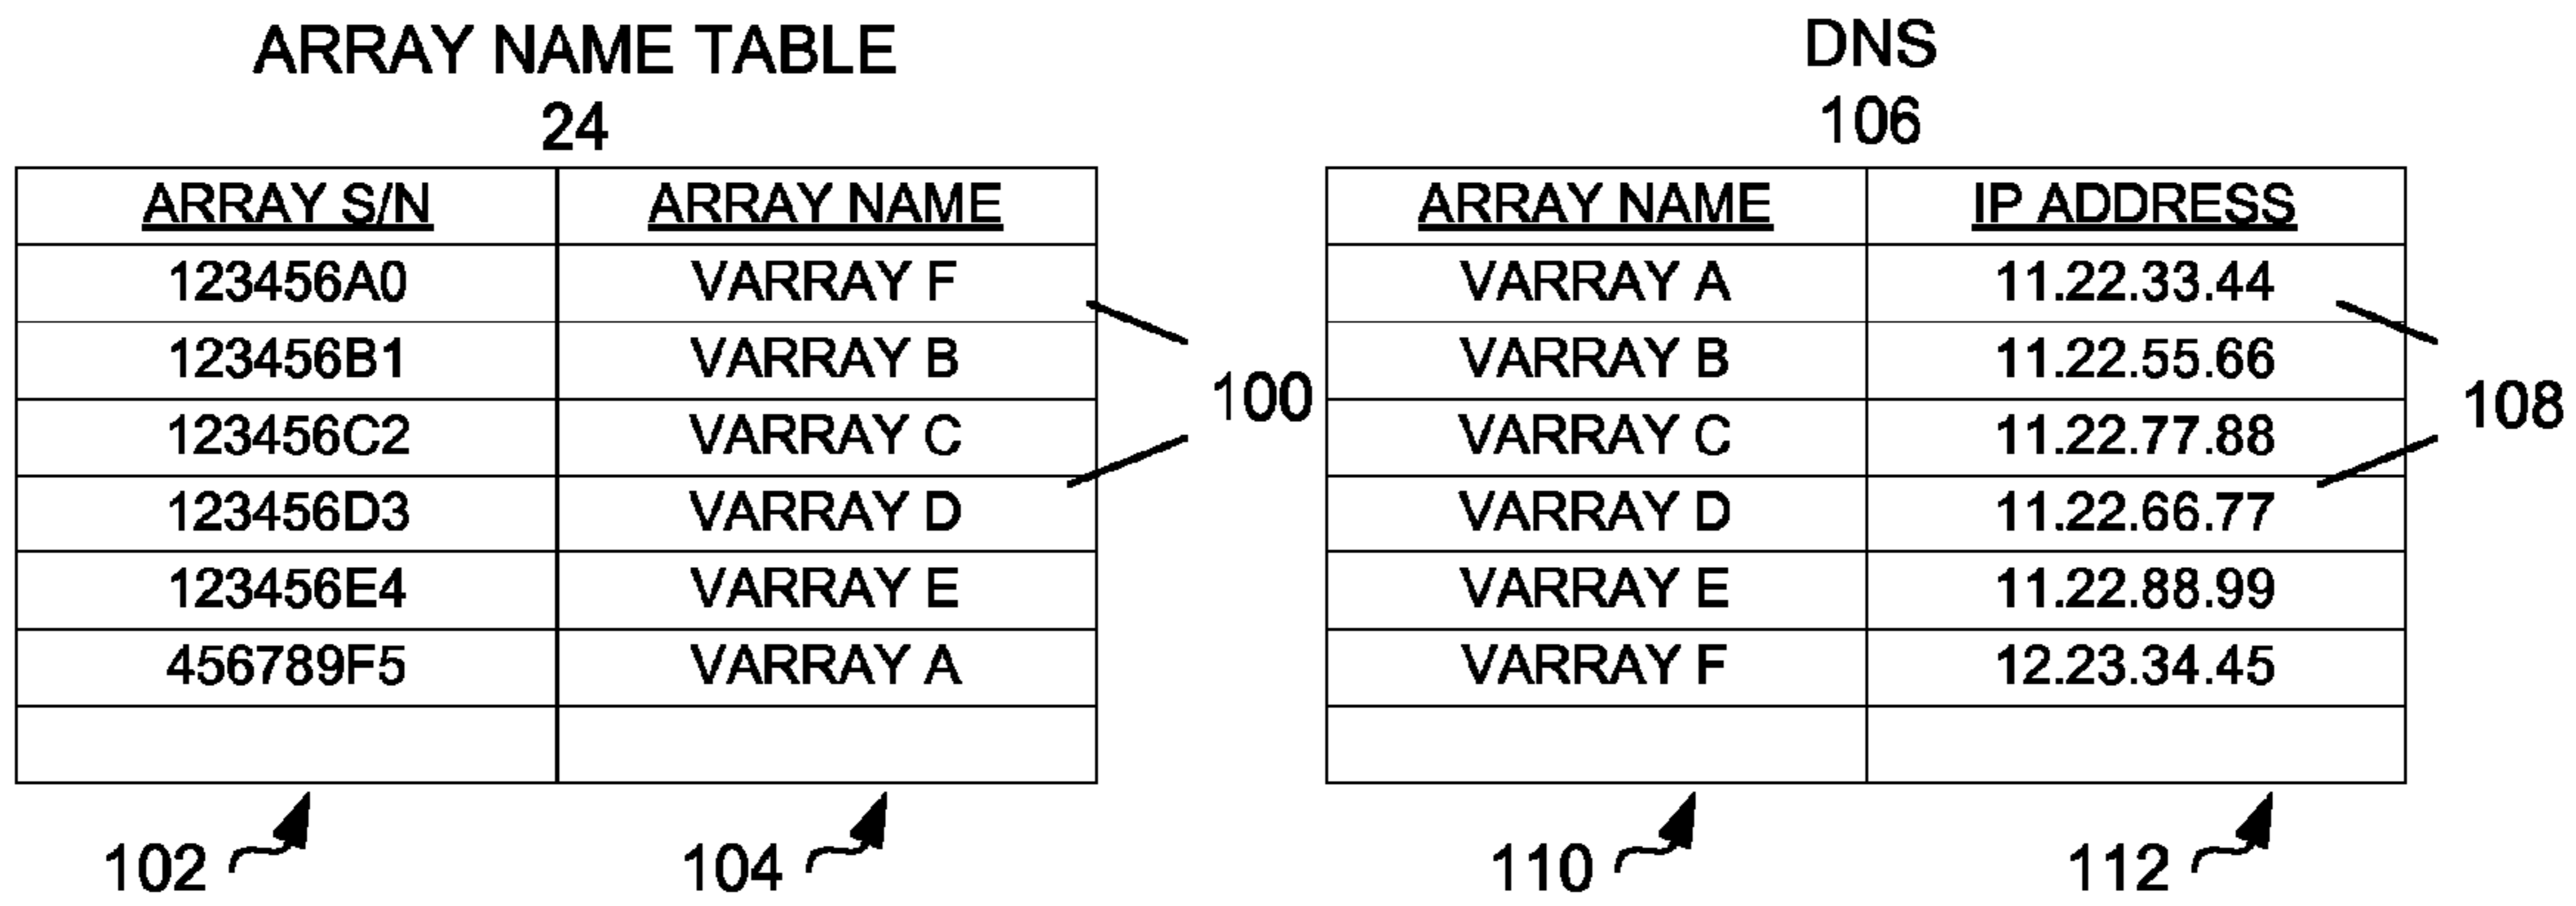 ARRAY NAME TABLE
24
ARRAY S/N ARRAY NAME
123456A0 VARRAY F
123456B1 VARRAY B
123456C2 VARRAY C
123456D3 VARRAY D
123456E4 VARRAY E
456789F5 VARRAY A
100
102 104
DNS
106
ARRAY NAME IP ADDRESS
VARRAY A 11.22.33.44
VARRAY B 11.22.55.66
VARRAY C 11.22.77.88
VARRAY D 11.22.66.77
VARRAY E 11.22.88.99
VARRAY F 12.23.34.45
108
110 112